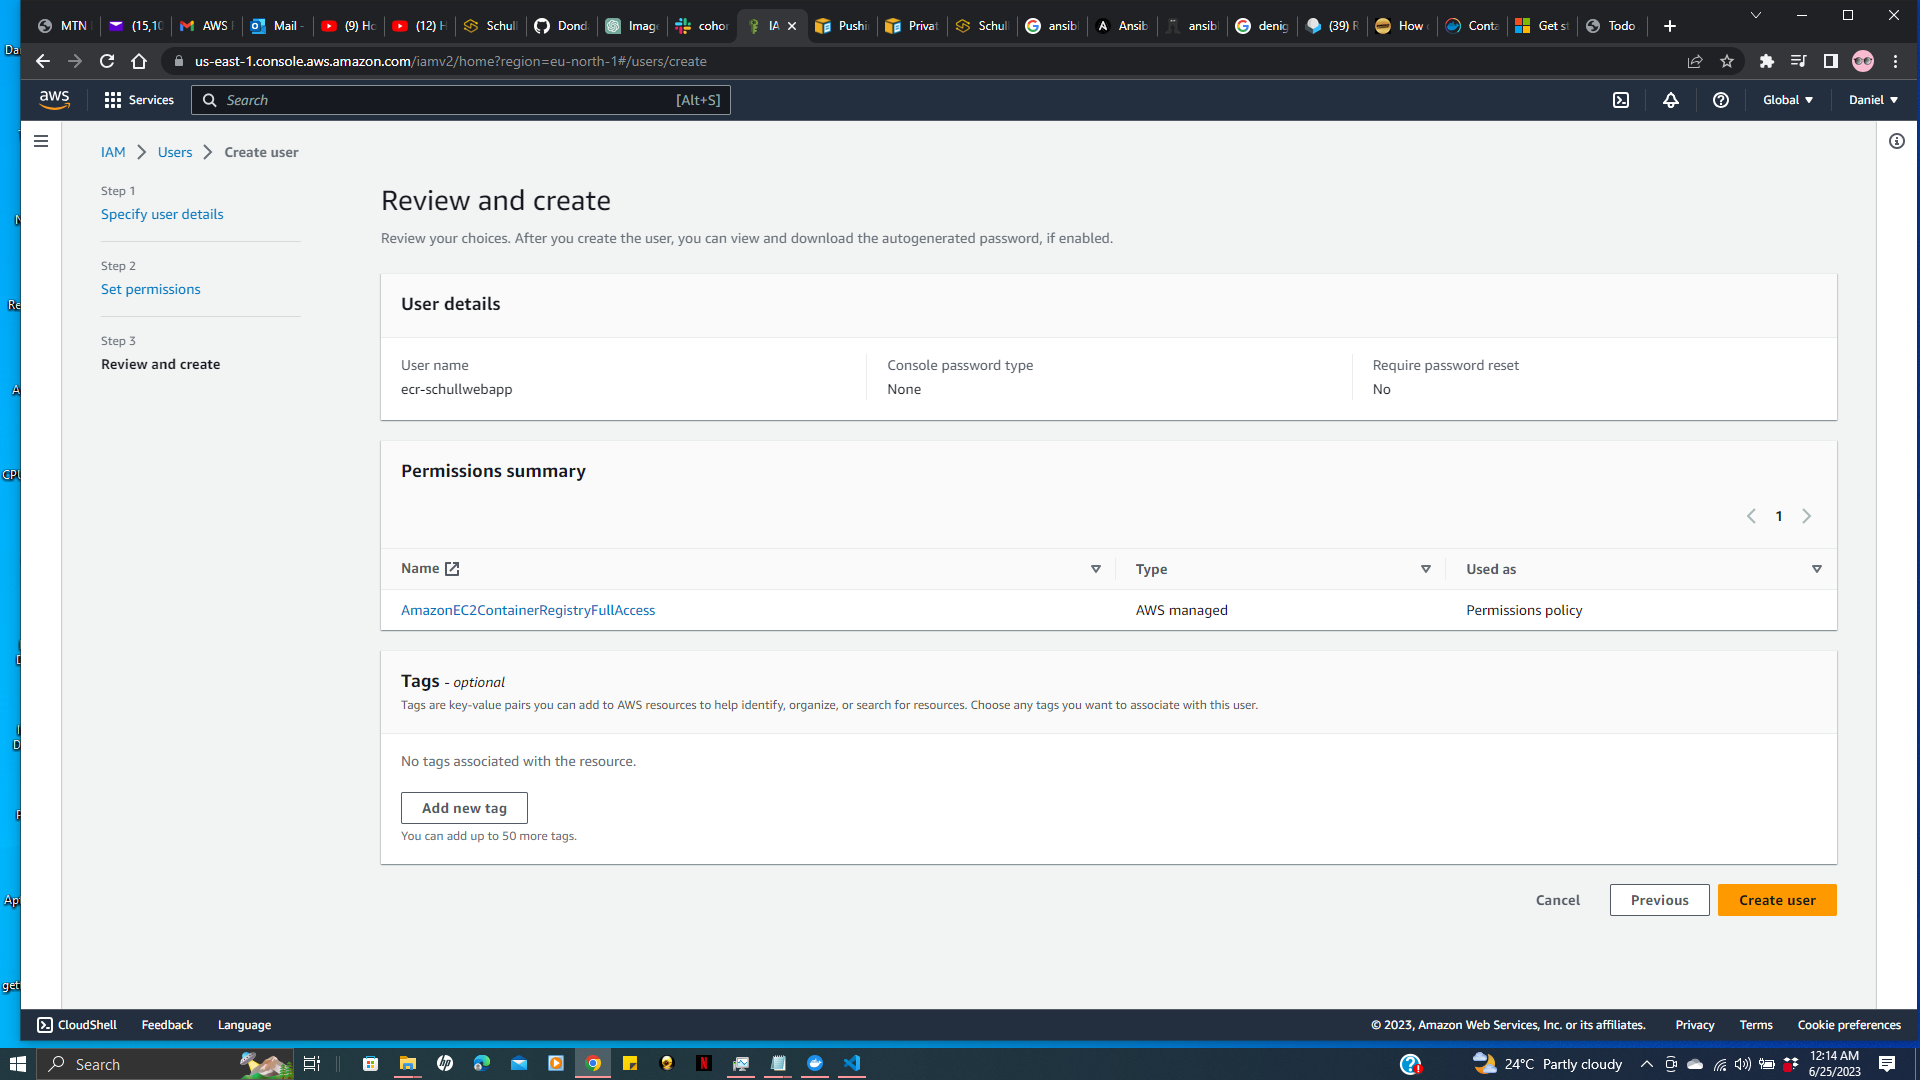 MTN
(15,10
AWS
Mail -
(9) Ho
(12) H
Schull
Dond
Image
cohor
IA
Pushi
Privat
Schull
ansibl
Ansib
ansibl
denig
(39) R
How
Conta
Get st
Todo
us-east-1.console.aws.amazon.com/iamv2/home?region=eu-north-1#/users/create
aws
Services
Search
[Alt+S]
Global
Daniel
IAM
Users
Create user
Step 1
Specify user details
Step 2
Set permissions
Step 3
Review and create
Review and create
Review your choices. After you create the user, you can view and download the autogenerated password, if enabled.
User details
User name
ecr-schullwebapp
Console password type
None
Require password reset
No
Permissions summary
1
Name
Type
Used as
AmazonEC2ContainerRegistryFullAccess
AWS managed
Permissions policy
Tags - optional
Tags are key-value pairs you can add to AWS resources to help identify, organize, or search for resources. Choose any tags you want to associate with this user.
No tags associated with the resource.
Add new tag
You can add up to 50 more tags.
Cancel
Previous
Create user
CloudShell
Feedback
Language
© 2023, Amazon Web Services, Inc. or its affiliates.
Privacy
Terms
Cookie preferences
Search
24°C Partly cloudy
12:14 AM
6/25/2023